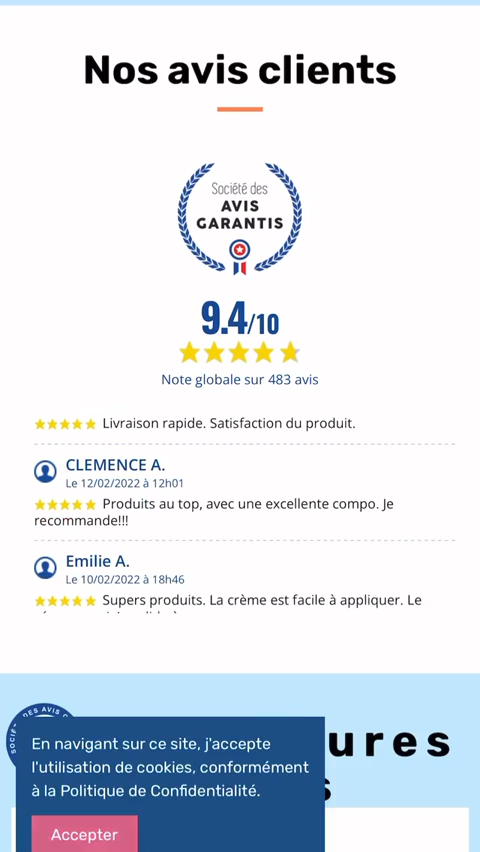 Nos avis clients
Société des
AVIS
GARANTIS
9.4/10
Note globale sur 483 avis
Livraison rapide. Satisfaction du produit.
CLEMENCE A.
Le 12/02/2022 à 12h01
Produits au top, avec une excellente compo. Je
recommande!!!
Emilie A.
Le 10/02/2022 à 18h46
Supers produits. La crème est facile à appliquer. Le
DES AVIS
En navigant sur ce site, j'accepte
l'utilisation de cookies, conformément
à la Politique de Confidentialité.
Accepter